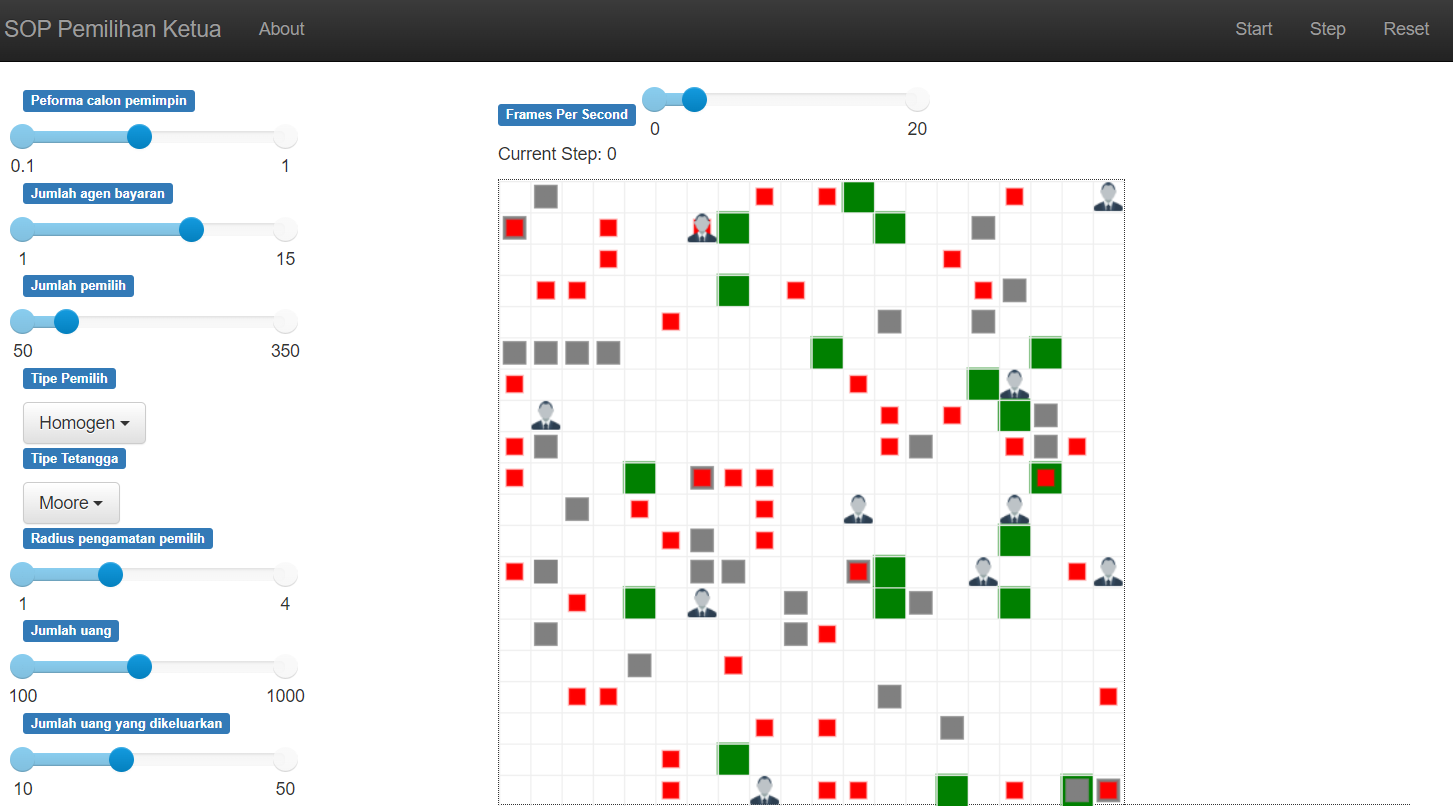 SOP Pemilihan Ketua About Start Step Reset
Peforma calon pemimpin
0.1 1
Jumlah agen bayaran
1 15
Jumlah pemilih
50 350
Tipe Pemilih
Homogen
Tipe Tetangga
Moore
Radius pengamatan pemilih
1 4
Jumlah uang
100 1000
Jumlah uang yang dikeluarkan
10 50
Frames Per Second
0 20
Current Step: 0